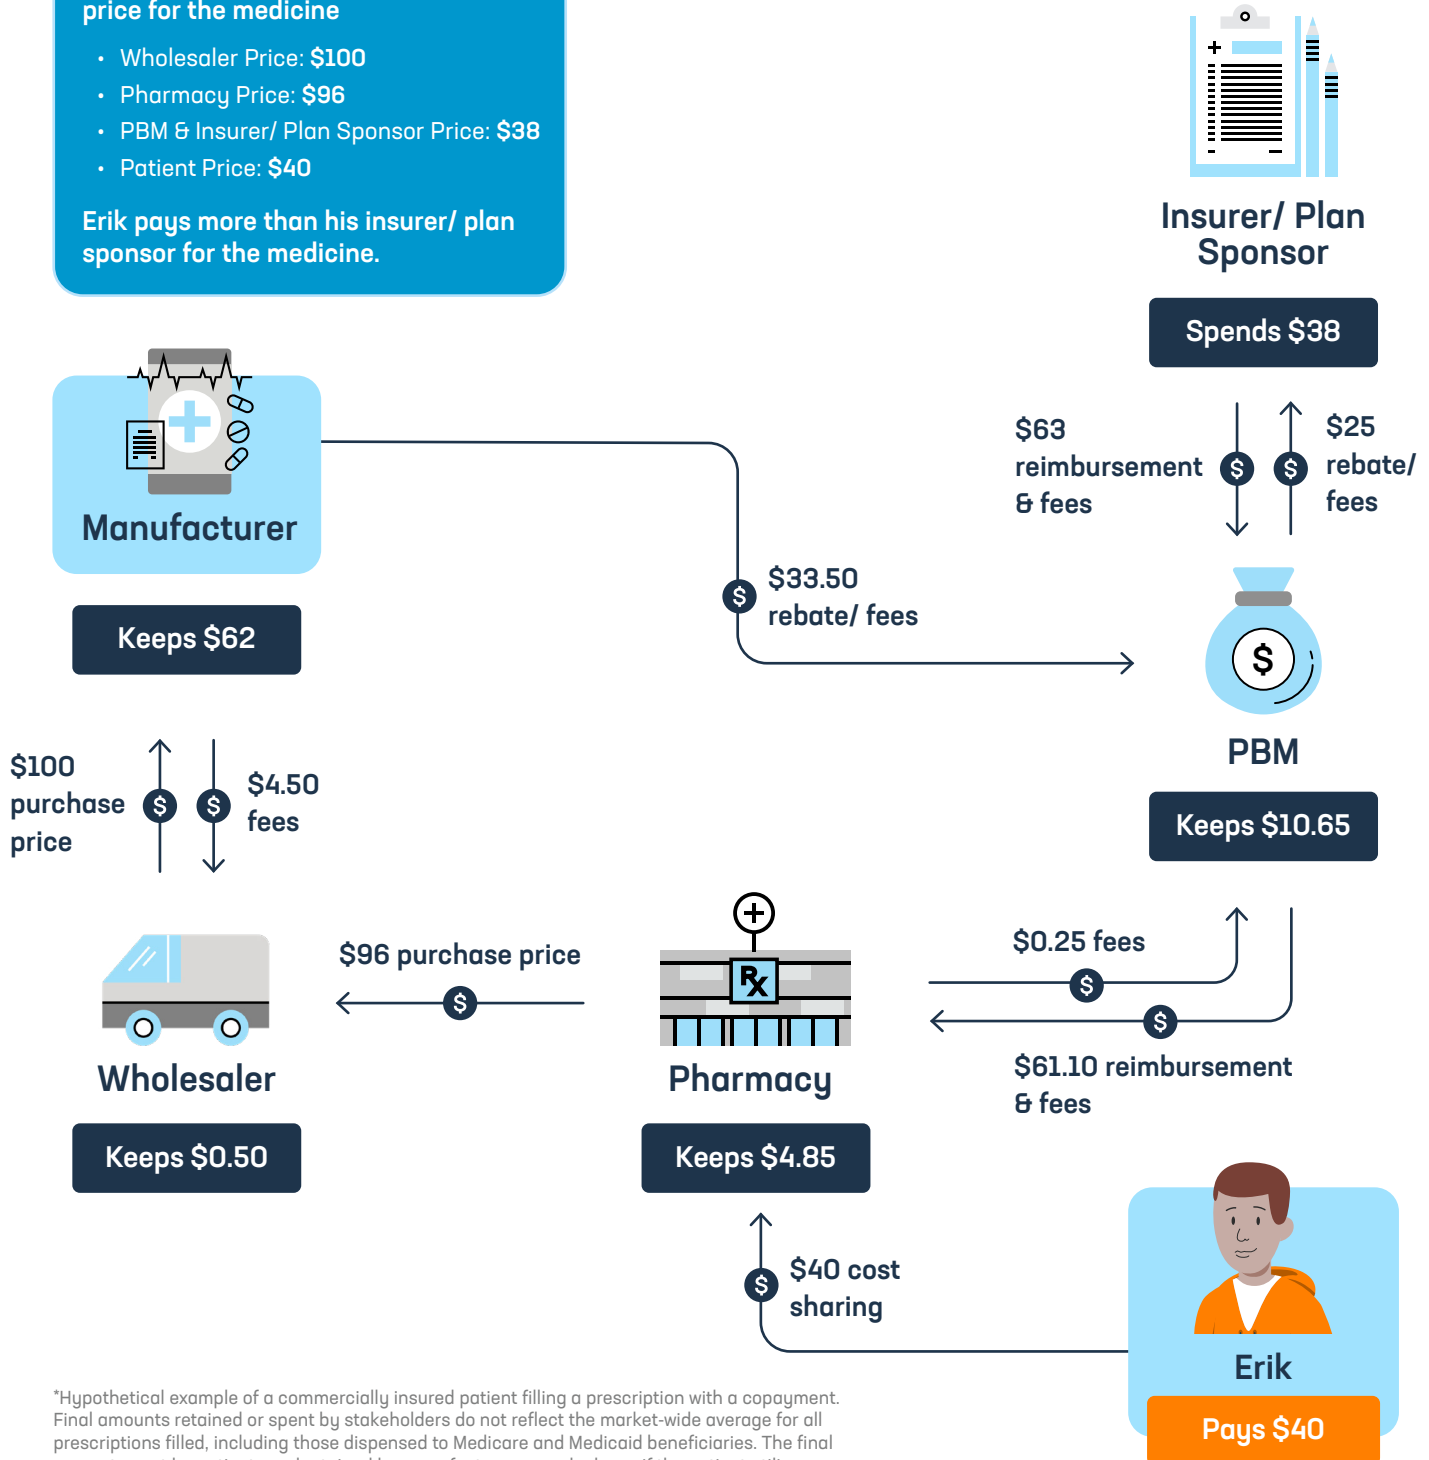 price for the medicine
• Wholesaler Price: $100
• Pharmacy Price: $96
• PBM & Insurer/ Plan Sponsor Price: $38
• Patient Price: $40
Erik pays more than his insurer/ plan
sponsor for the medicine.
Insurer/ Plan
Sponsor
Spends $38
$63
reimbursement
& fees
$25
rebate/
fees
Manufacturer
Keeps $62
$33.50
rebate/ fees
PBM
Keeps $10.65
$100
purchase
price
$4.50
fees
Wholesaler
Keeps $0.50
$96 purchase price
Rx
Pharmacy
Keeps $4.85
$0.25 fees
$61.10 reimbursement
& fees
$40 cost
sharing
Erik
Pays $40
*Hypothetical example of a commercially insured patient filling a prescription with a copayment.
Final amounts retained or spent by stakeholders do not reflect the market-wide average for all
prescriptions filled, including those dispensed to Medicare and Medicaid beneficiaries. The final